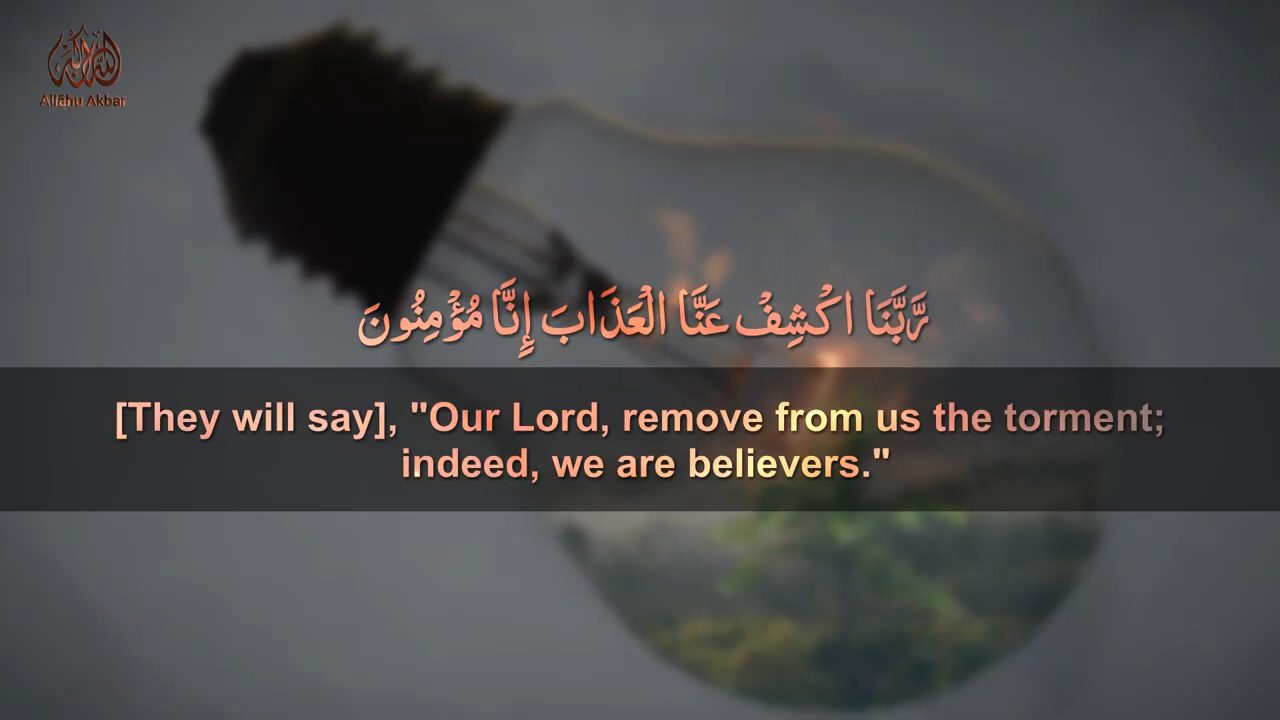 الله أكبر
Allāhu Akbar
رَّبَّنَا اكْشِفْ عَنَّا الْعَذَابَ إِنَّا مُؤْمِنُونَ
[They will say], "Our Lord, remove from us the torment;
indeed, we are believers."